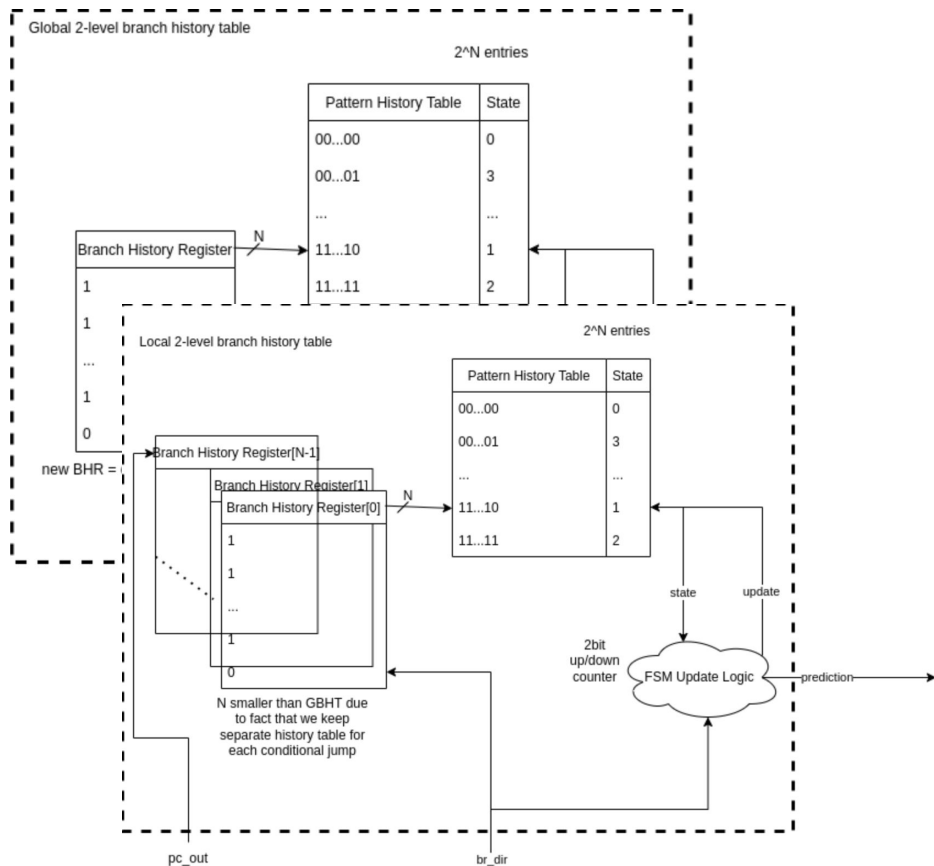 Global 2-level branch history table
2^N entries
Pattern History Table State
00...00 0
00...01 3
... ...
11...10 1
11...11 2
N
Branch History Register
1
1
...
1
0
new BHR =
Local 2-level branch history table
2^N entries
Pattern History Table State
00...00 0
00...01 3
... ...
11...10 1
11...11 2
Branch History Register[N-1]
Branch History Register[1]
Branch History Register[0]
N
1
1
...
1
0
state
update
2bit
up/down
counter
FSM Update Logic
prediction
N smaller than GBHT due
to fact that we keep
separate history table for
each conditional jump
pc_out
br_dir